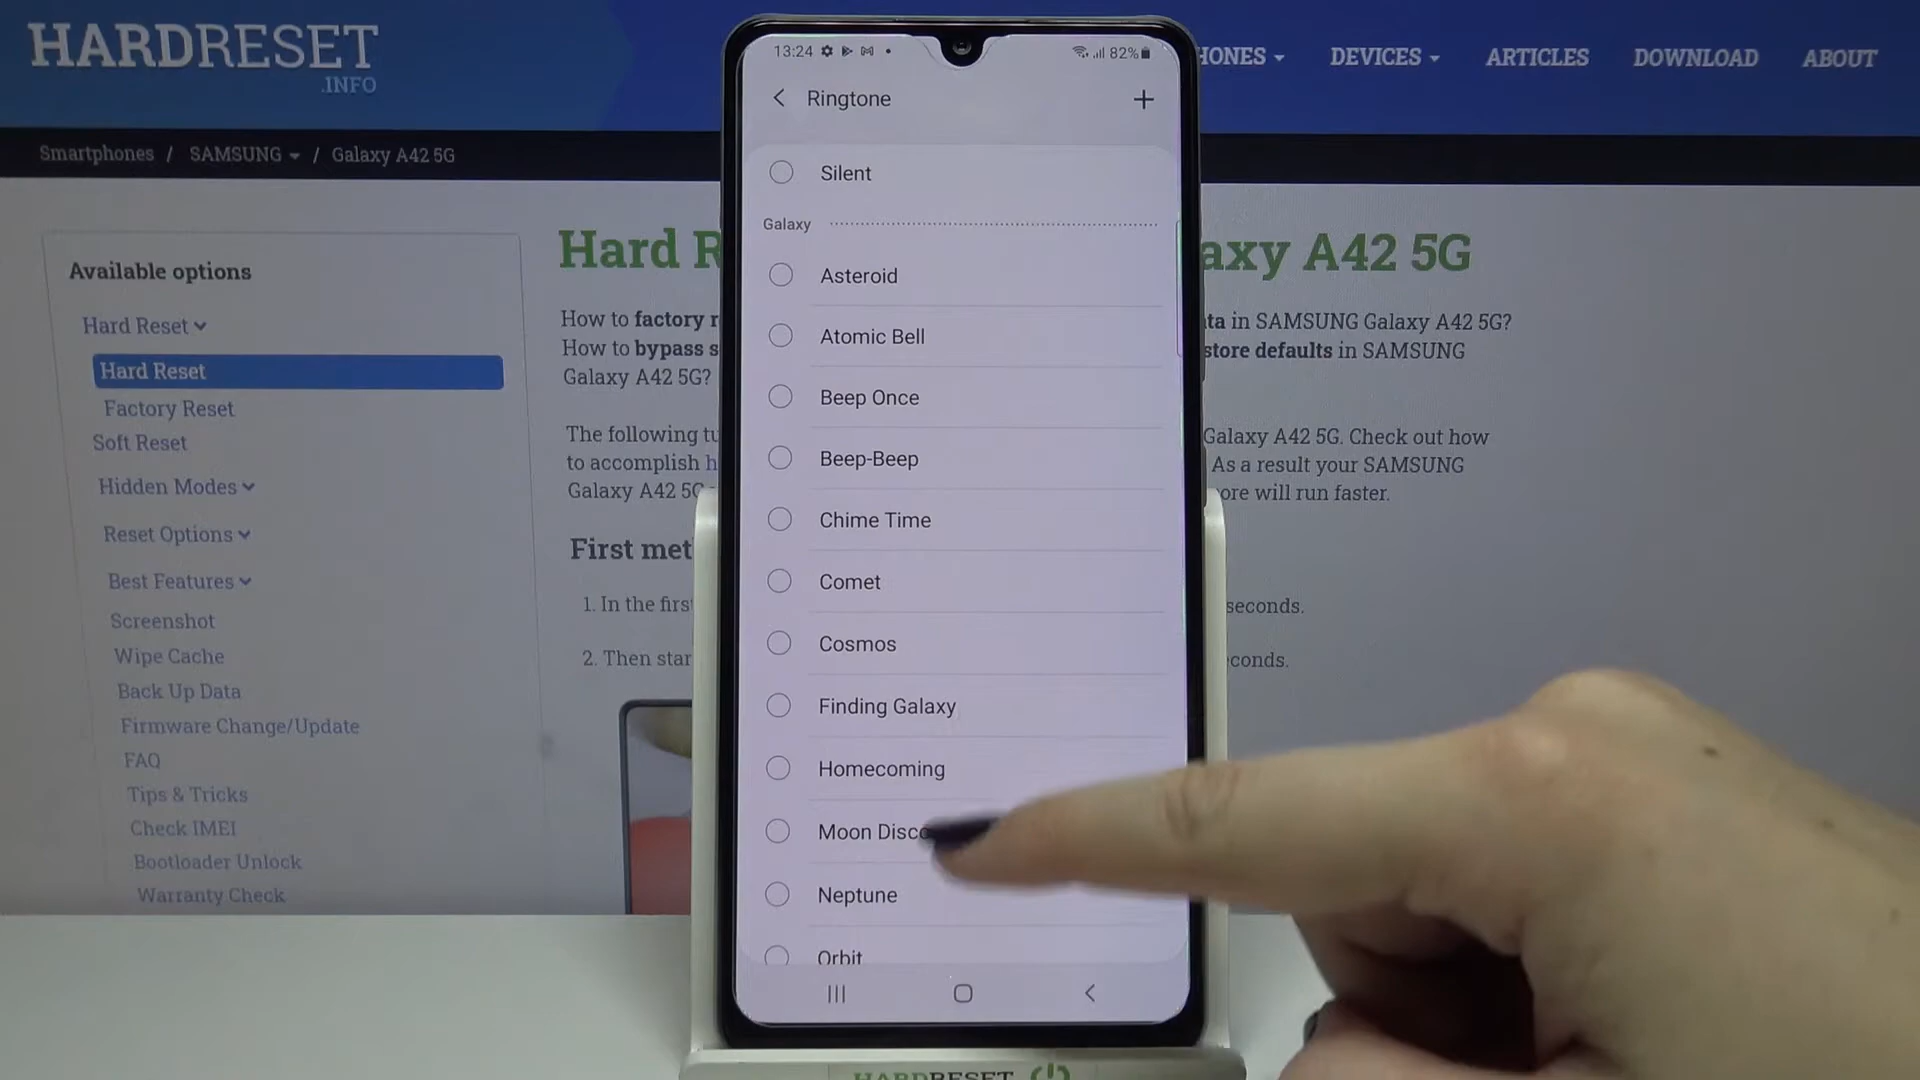 HARDRESET
.INFO
HONES
DEVICES
ARTICLES
DOWNLOAD
ABOUT
Smartphones / SAMSUNG / Galaxy A42 5G
Available options
Hard Reset
Hard Reset
Factory Reset
Soft Reset
Hidden Modes
Reset Options
Best Features
Screenshot
Wipe Cache
Back Up Data
Firmware Change/Update
FAQ
Tips & Tricks
Check IMEI
Bootloader Unlock
Warranty Check
Hard R
How to factory r
How to bypass s
Galaxy A42 5G?
The following tu
to accomplish h
Galaxy A42 5G
First met
1. In the firs
2. Then star
13:24
82%
Ringtone
Silent
Galaxy
Asteroid
Atomic Bell
Beep Once
Beep-Beep
Chime Time
Comet
Cosmos
Finding Galaxy
Homecoming
Moon Disco
Neptune
Orbit
axy A42 5G
ta in SAMSUNG Galaxy A42 5G?
store defaults in SAMSUNG
Galaxy A42 5G. Check out how
As a result your SAMSUNG
ore will run faster.
seconds.
conds.
HARDRESET